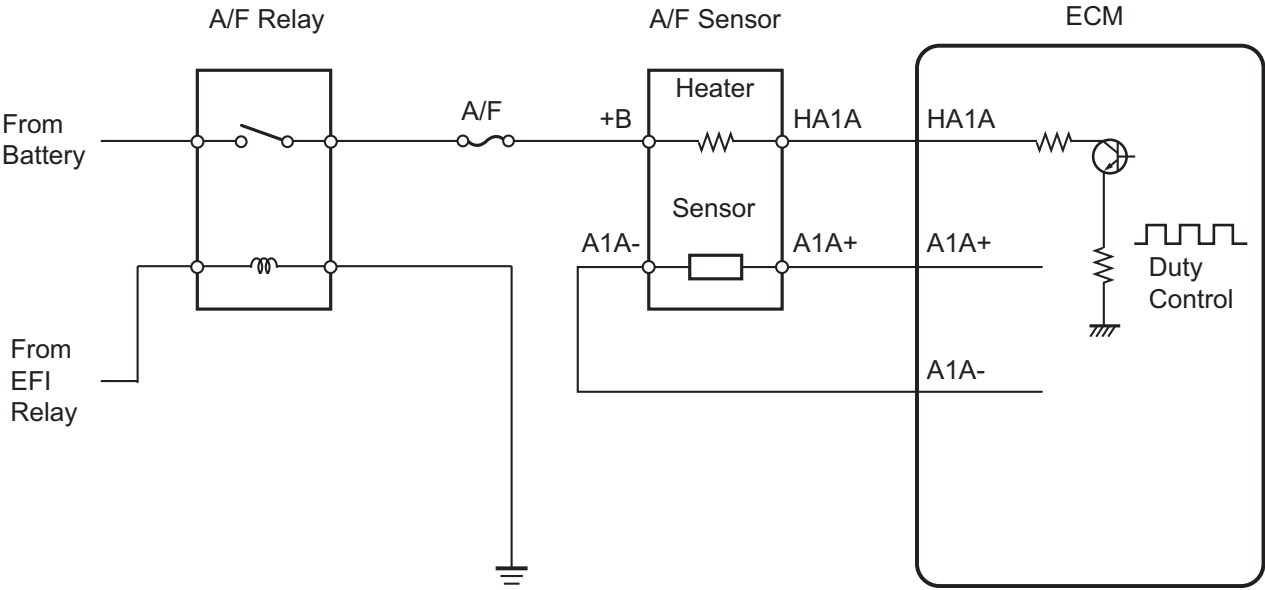 A/F Relay
A/F Sensor
ECM
From
Battery
A/F
+B
Heater
HA1A
HA1A
Sensor
A1A-
A1A+
A1A+
Duty
Control
From
EFI
Relay
A1A-